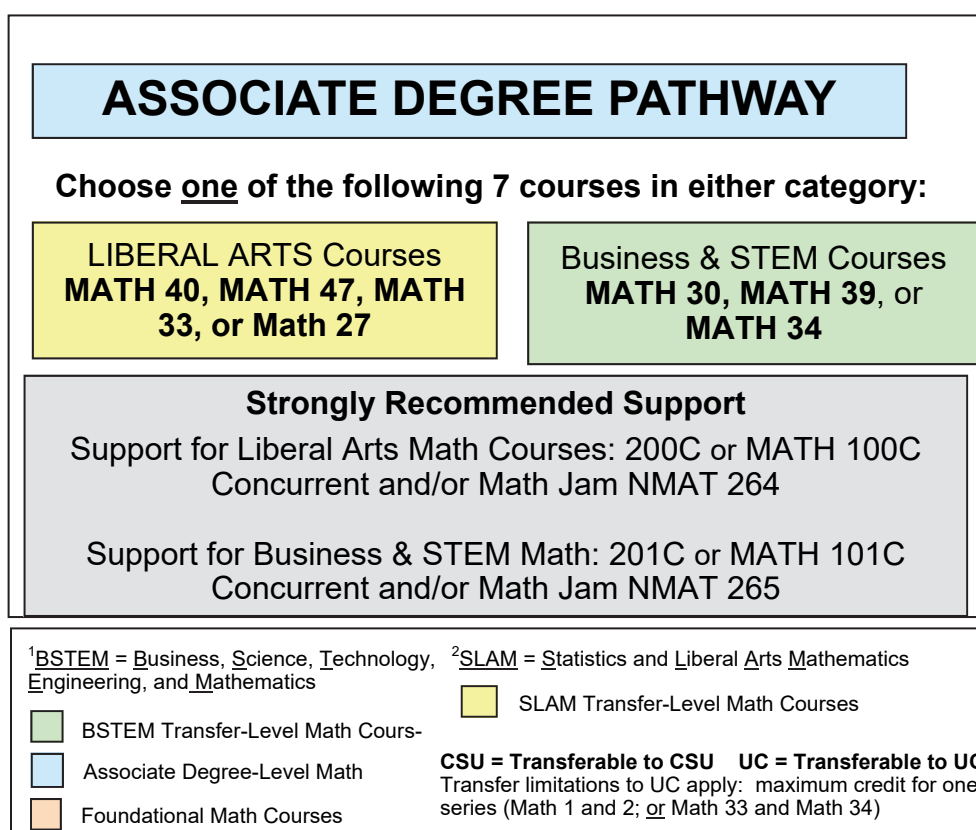 ASSOCIATE DEGREE PATHWAY
Choose one of the following 7 courses in either category:
LIBERAL ARTS Courses
MATH 40, MATH 47, MATH
33, or Math 27
Business & STEM Courses
MATH 30, MATH 39, or
MATH 34
Strongly Recommended Support
Support for Liberal Arts Math Courses: 200C or MATH 100C
Concurrent and/or Math Jam NMAT 264
Support for Business & STEM Math: 201C or MATH 101C
Concurrent and/or Math Jam NMAT 265
¹BSTEM = Business, Science, Technology,
Engineering, and Mathematics
BSTEM Transfer-Level Math Cours-
Associate Degree-Level Math
Foundational Math Courses
²SLAM = Statistics and Liberal Arts Mathematics
SLAM Transfer-Level Math Courses
CSU = Transferable to CSU UC = Transferable to UC
Transfer limitations to UC apply: maximum credit for one
series (Math 1 and 2; or Math 33 and Math 34)